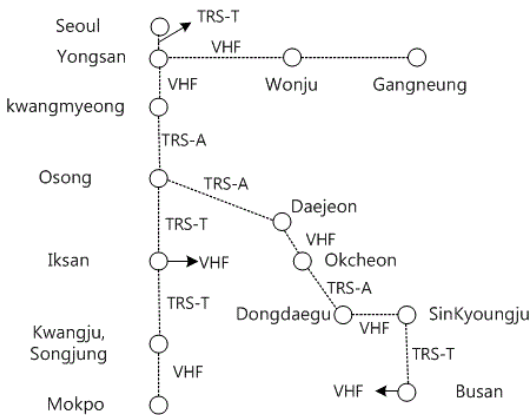 Seoul
TRS-T
Yongsan
VHF
VHF
Wonju
Gangneung
kwangmyeong
TRS-A
Osong
TRS-A
Daejeon
TRS-T
VHF
Iksan
VHF
Okcheon
TRS-A
TRS-T
Dongdaegu
VHF
SinKyoungju
Kwangju,
Songjung
TRS-T
VHF
VHF
Busan
Mokpo